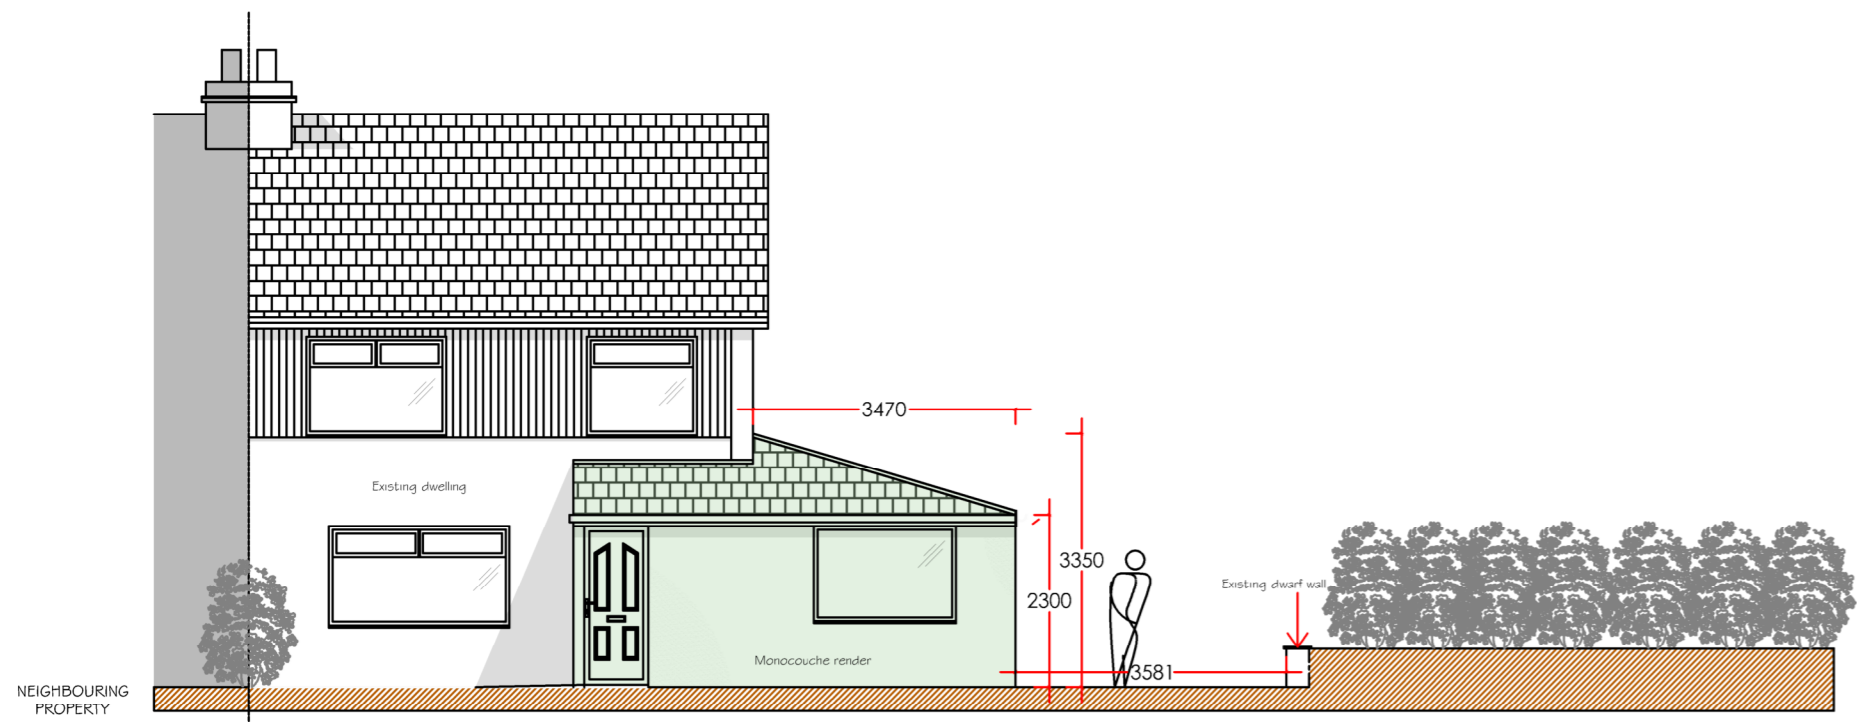 3470
Existing dwelling
3350
Existing dwarf wall
2300
Monocouche render
3581
NEIGHBOURING
PROPERTY